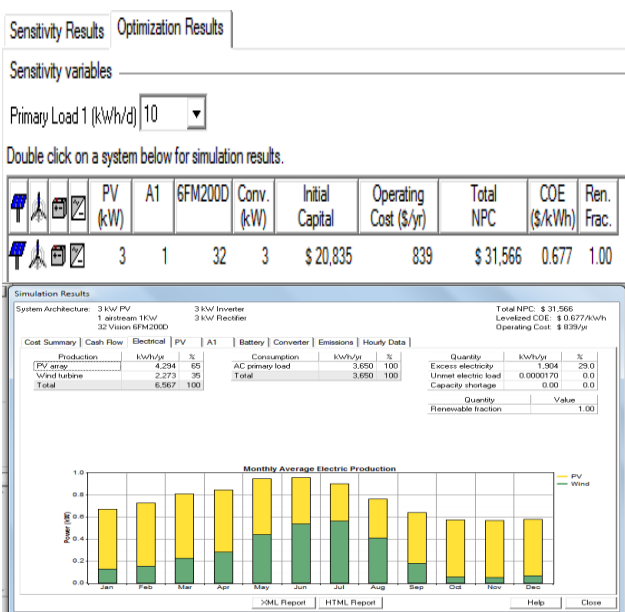 Sensitivity Results Optimization Results
Sensitivity variables
Primary Load 1 (kWh/d) 10
Double click on a system below for simulation results.
PV (kW) A1 6FM200D Conv. (kW) Initial Capital Operating Cost ($/yr) Total NPC COE ($/kWh) Ren. Frac.
3 1 32 3 $ 20,835 839 $ 31,566 0.677 1.00
Simulation Results
System Architecture: 3 kW PV 3 kW Inverter Total NPC: $ 31,566
1 airstream 1KW 3 kW Rectifier Levelized COE: $ 0.677/kWh
32 Vision 6FM200D Operating Cost: $ 839/yr
Cost Summary Cash Flow Electrical PV A1 Battery Converter Emissions Hourly Data
Production kWh/yr % Consumption kWh/yr % Quantity kWh/yr %
PV array 4,294 65 AC primary load 3,650 100 Excess electricity 1,904 29.0
Wind turbine 2,273 35 Total 3,650 100 Unmet electric load 0.0000170 0.0
Total 6,567 100 Capacity shortage 0.00 0.0
Quantity Value
Renewable fraction 1.00
Monthly Average Electric Production
PV
Wind
Power (kW)
1.0
0.8
0.6
0.4
0.2
0.0
Jan Feb Mar Apr May Jun Jul Aug Sep Oct Nov Dec
XML Report HTML Report Help Close